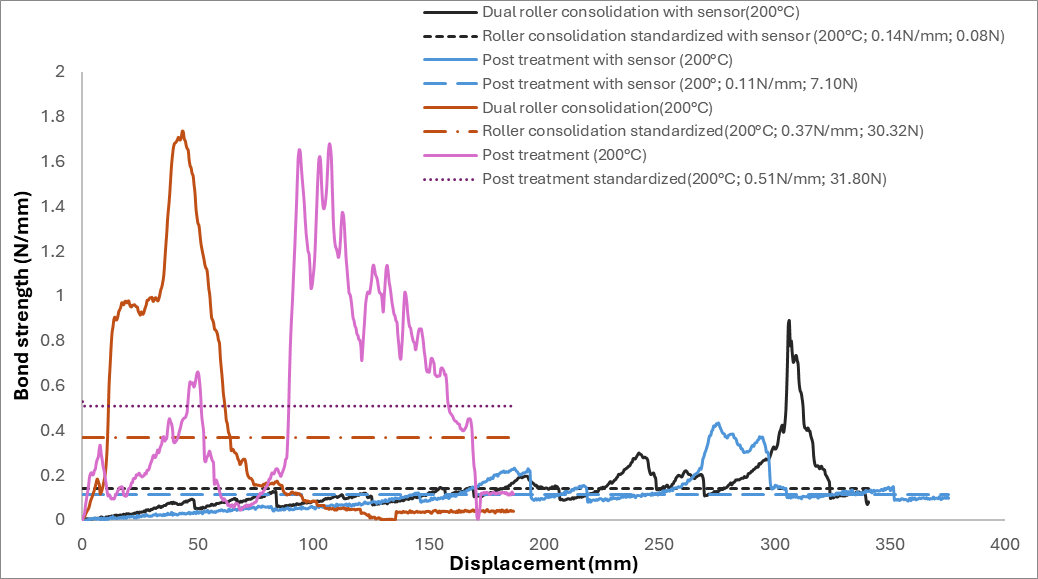 Dual roller consolidation with sensor(200°C)
Roller consolidation standardized with sensor (200°C; 0.14N/mm; 0.08N)
Post treatment with sensor (200°C)
Post treatment with sensor (200°; 0.11N/mm; 7.10N)
Dual roller consolidation(200°C)
Roller consolidation standardized(200°C; 0.37N/mm; 30.32N)
Post treatment (200°C)
Post treatment standardized(200°C; 0.51N/mm; 31.80N)
Bond strength (N/mm)
2
1.8
1.6
1.4
1.2
1
0.8
0.6
0.4
0.2
0
0 50 100 150 200 250 300 350 400
Displacement (mm)